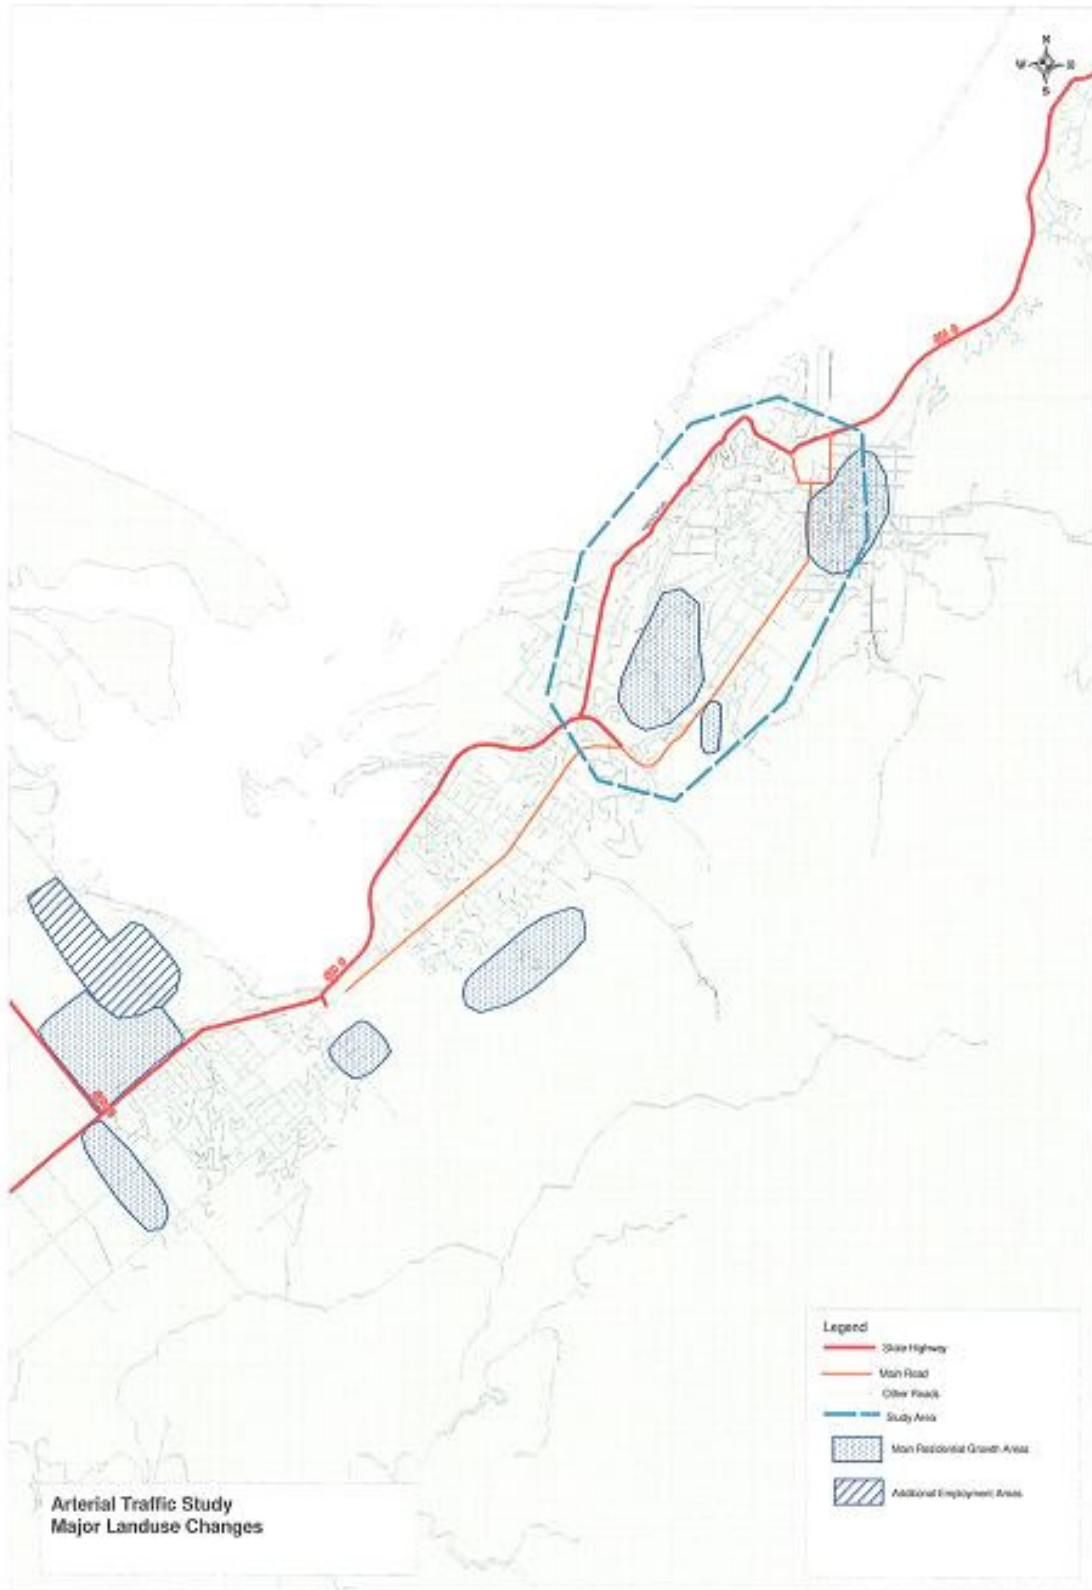 N
W
S
Legend
State Highway
Main Road
Other Roads
Study Area
Main Residential Growth Areas
Additional Employment Areas
Arterial Traffic Study
Major Landuse Changes